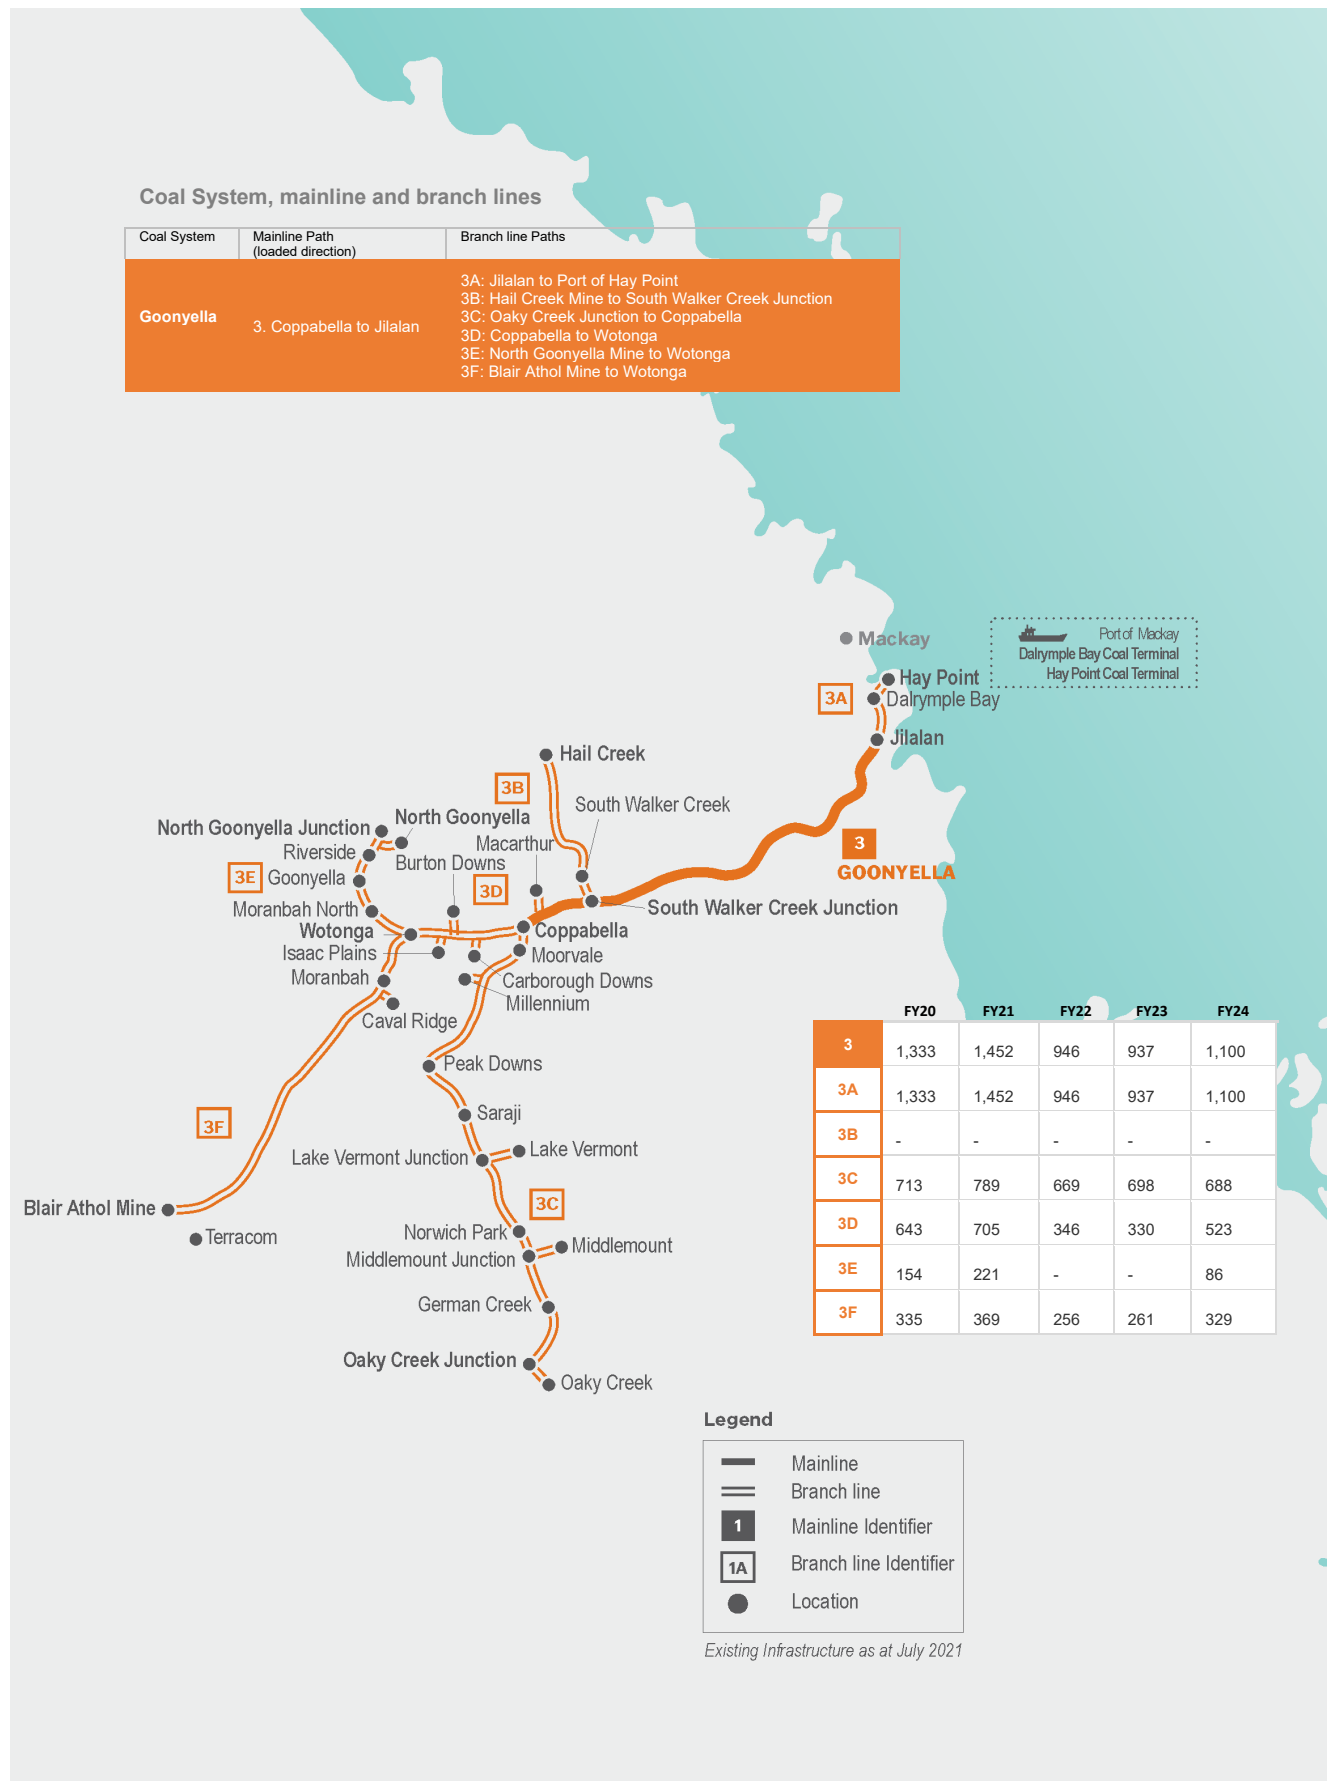 Coal System, mainline and branch lines
Coal System
Mainline Path
(loaded direction)
Branch line Paths
Goonyella
3. Coppabella to Jilalan
3A: Jilalan to Port of Hay Point
3B: Hail Creek Mine to South Walker Creek Junction
3C: Oaky Creek Junction to Coppabella
3D: Coppabella to Wotonga
3E: North Goonyella Mine to Wotonga
3F: Blair Athol Mine to Wotonga
Mackay
Port of Mackay
Dalrymple Bay Coal Terminal
Hay Point Coal Terminal
Hay Point
3A
Dalrymple Bay
Jilalan
Hail Creek
3B
South Walker Creek
North Goonyella
North Goonyella Junction
Macarthur
Riverside
Burton Downs
3
GOONYELLA
3E
Goonyella
3D
Moranbah North
South Walker Creek Junction
Wotonga
Coppabella
Isaac Plains
Moorvale
Moranbah
Carborough Downs
Millennium
Caval Ridge
Peak Downs
Saraji
3F
Lake Vermont Junction
Lake Vermont
Blair Athol Mine
3C
Terracom
Norwich Park
Middlemount
Middlemount Junction
German Creek
Oaky Creek Junction
Oaky Creek
FY20 FY21 FY22 FY23 FY24
3 1,333 1,452 946 937 1,100
3A 1,333 1,452 946 937 1,100
3B - - - - -
3C 713 789 669 698 688
3D 643 705 346 330 523
3E 154 221 - - 86
3F 335 369 256 261 329
Legend
Mainline
Branch line
1 Mainline Identifier
1A Branch line Identifier
Location
Existing Infrastructure as at July 2021